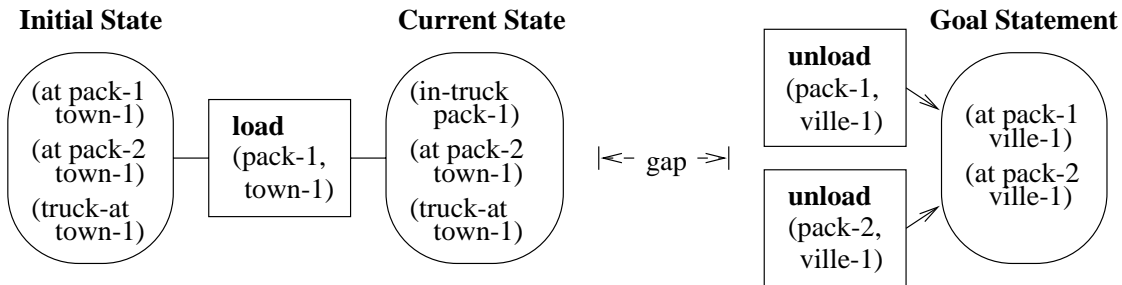 Initial State
(at pack-1
town-1)
(at pack-2
town-1)
(truck-at
town-1)
load
(pack-1,
town-1)
Current State
(in-truck
pack-1)
(at pack-2
town-1)
(truck-at
town-1)
gap
unload
(pack-1,
ville-1)
unload
(pack-2,
ville-1)
Goal Statement
(at pack-1
ville-1)
(at pack-2
ville-1)